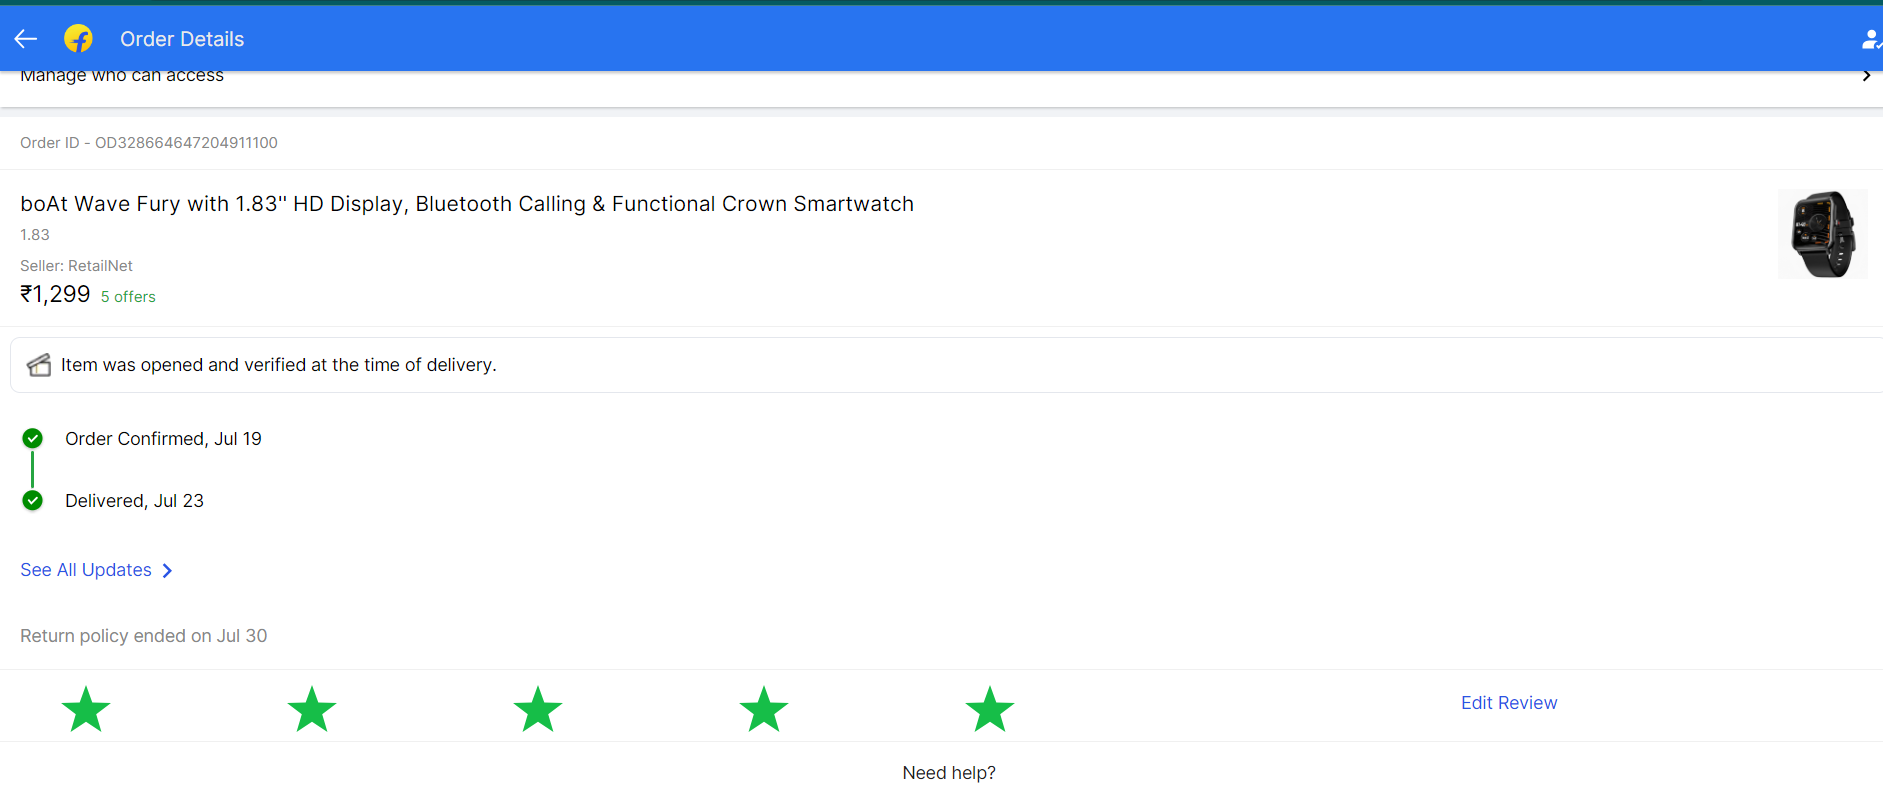 Order Details
Manage who can access
Order ID - OD328664647204911100
boAt Wave Fury with 1.83" HD Display, Bluetooth Calling & Functional Crown Smartwatch
1.83
Seller: RetailNet
₹1,299 5 offers
Item was opened and verified at the time of delivery.
Order Confirmed, Jul 19
Delivered, Jul 23
See All Updates
Return policy ended on Jul 30
Edit Review
Need help?